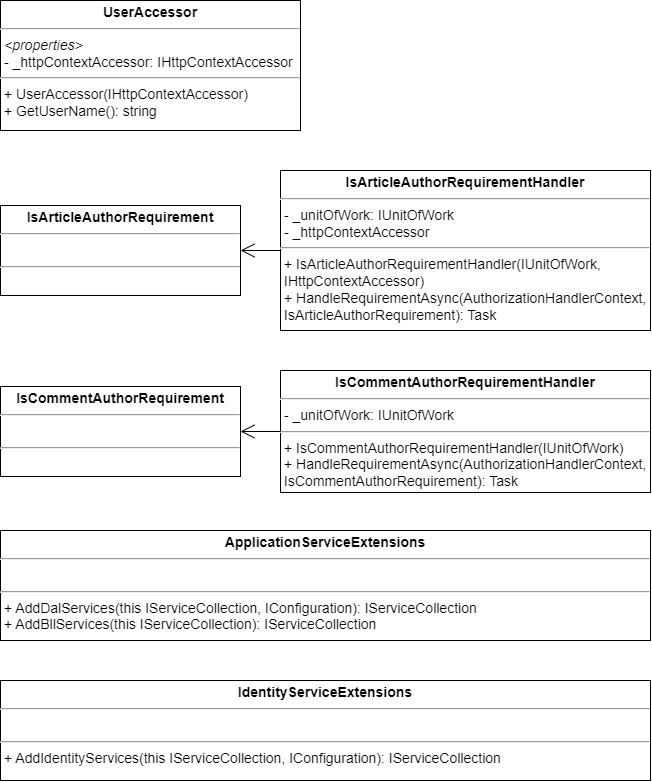 UserAccessor
<properties>
- _httpContextAccessor: IHttpContextAccessor
+ UserAccessor(IHttpContextAccessor)
+ GetUserName(): string
IsArticleAuthorRequirement
IsArticleAuthorRequirementHandler
- _unitOfWork: IUnitOfWork
- _httpContextAccessor
+ IsArticleAuthorRequirementHandler(IUnitOfWork,
IHttpContextAccessor)
+ HandleRequirementAsync(AuthorizationHandlerContext,
IsArticleAuthorRequirement): Task
IsCommentAuthorRequirement
IsCommentAuthorRequirementHandler
- _unitOfWork: IUnitOfWork
+ IsCommentAuthorRequirementHandler(IUnitOfWork)
+ HandleRequirementAsync(AuthorizationHandlerContext,
IsCommentAuthorRequirement): Task
ApplicationServiceExtensions
+ AddDalServices(this IServiceCollection, IConfiguration): IServiceCollection
+ AddBllServices(this IServiceCollection): IServiceCollection
IdentityServiceExtensions
+ AddIdentityServices(this IServiceCollection, IConfiguration): IServiceCollection